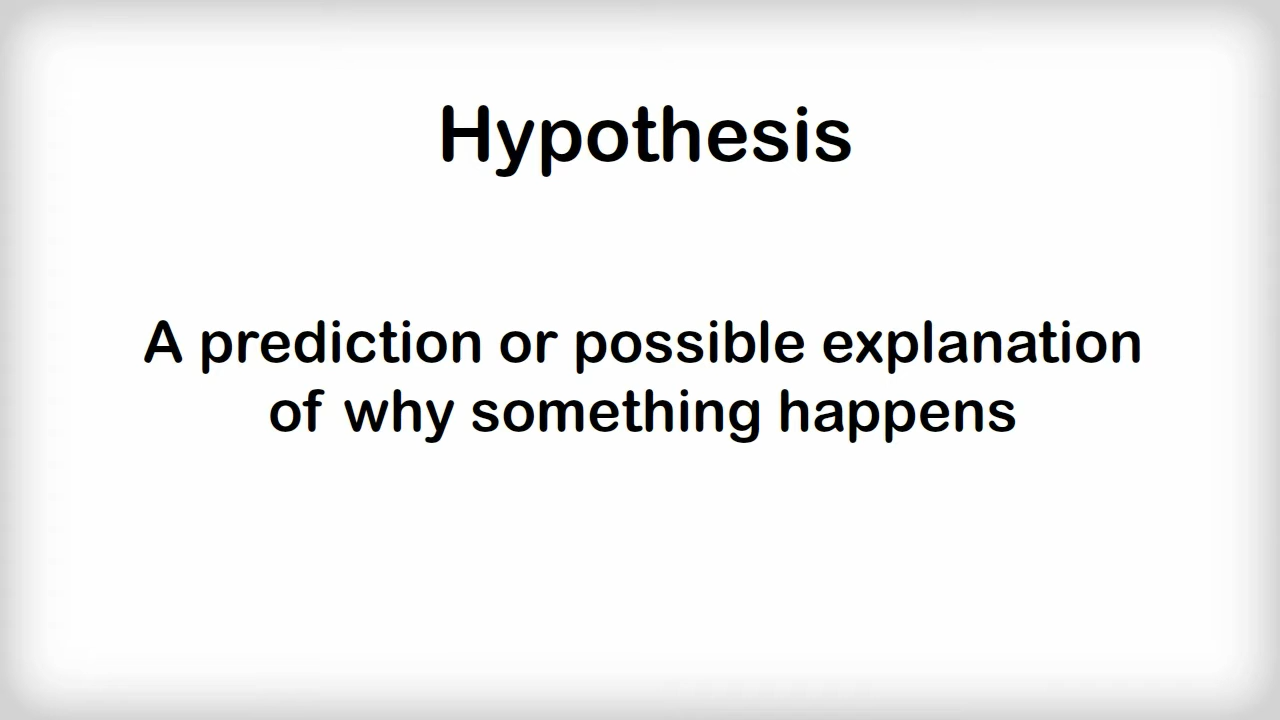 Hypothesis
A prediction or possible explanation
of why something happens